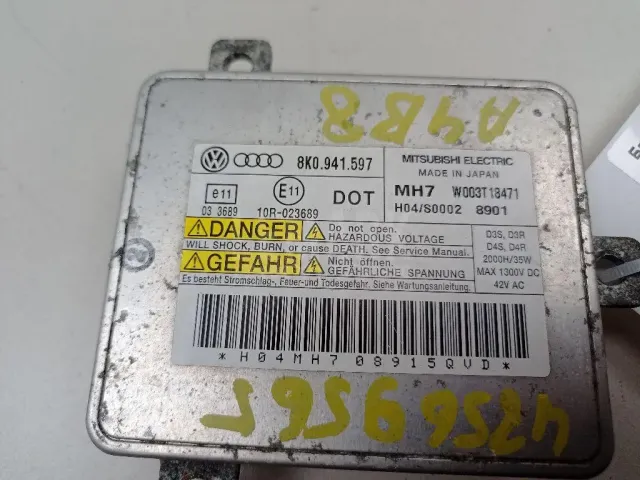 A4B8
8K0.941.597
MITSUBISHI ELECTRIC
MADE IN JAPAN
e11
03 3689
E11
10R-023689
DOT
MH7 W003T18471
H04/S0002 8901
DANGER
Do not open.
HAZARDOUS VOLTAGE
WILL SHOCK, BURN, or cause DEATH. See Service Manual.
GEFAHR
Nicht öffnen.
GEFÄHRLICHE SPANNUNG
Es besteht Stromschlag-, Feuer-und Todesgefahr. Siehe Wartungsanleitung.
D3S, D3R
D4S, D4R
2000H/35W
MAX 1300V DC
42V AC
*H04MH708915QVD*